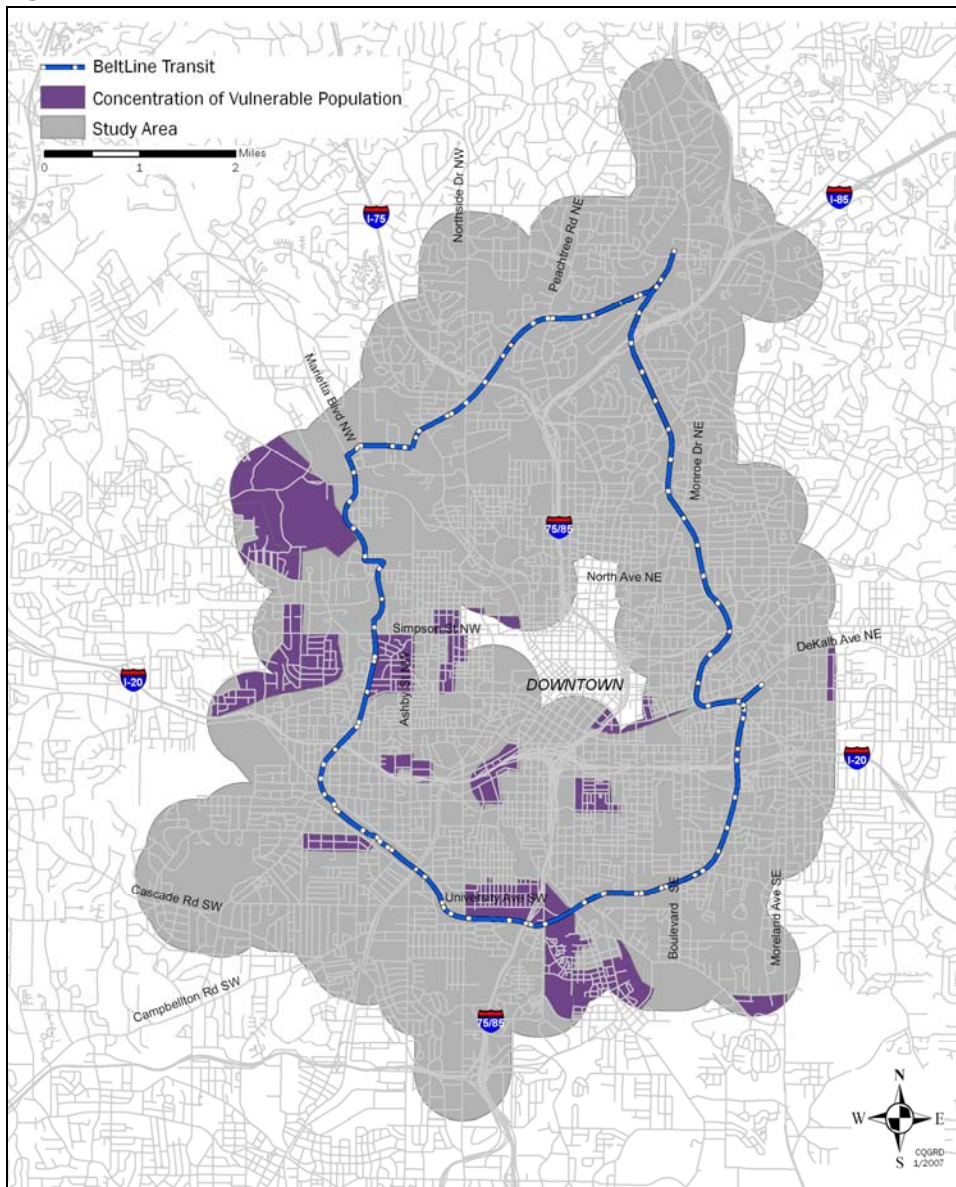 BeltLine Transit
Concentration of Vulnerable Population
Study Area
Miles
0 1 2
I-75
Northside Dr NW
Peachtree Rd NE
I-85
Marietta Blvd NW
Monroe Dr NE
75/85
North Ave NE
Simpson St NW
DeKalb Ave NE
I-20
Ashby St NW
DOWNTOWN
I-20
Cascade Rd SW
University Ave SW
Boulevard SE
Moreland Ave SE
Campbellton Rd SW
75/85
N
W E
S
CQGRD
1/2007